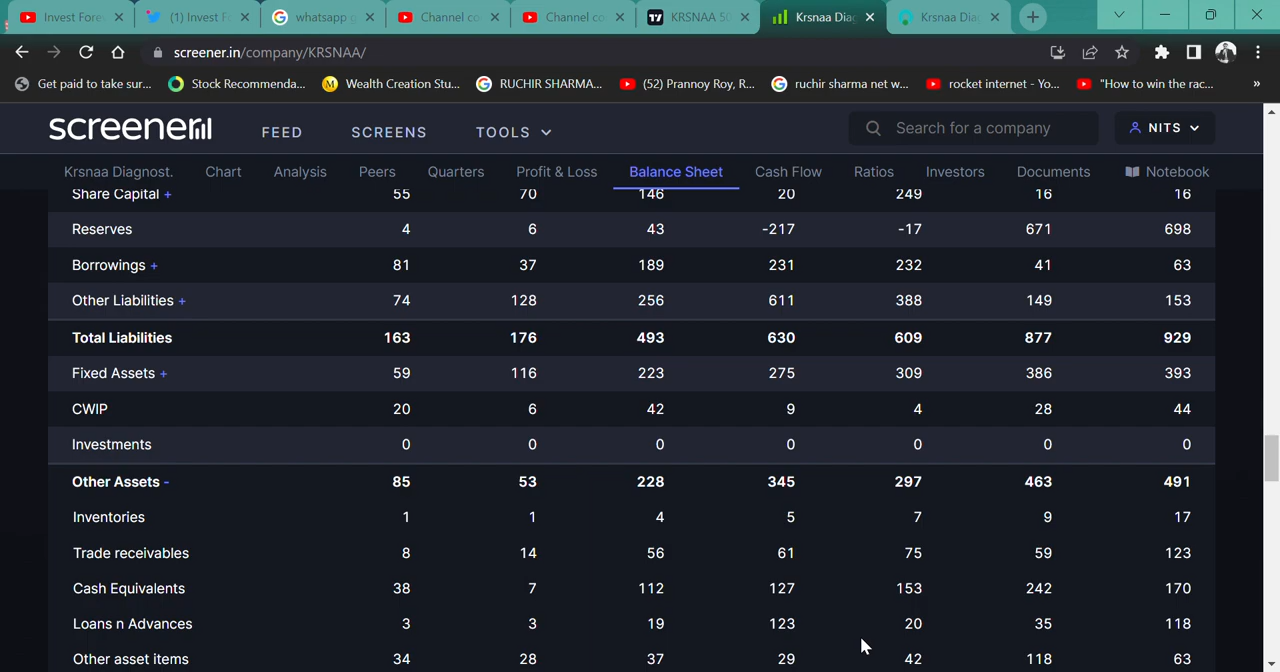 Invest Fore
(1) Invest Fo
whatsapp g
Channel co
Channel co
KRSNAA 50
Krsnaa Diag
Krsnaa Diag
screener.in/company/KRSNAA/
Get paid to take sur...
Stock Recommenda...
Wealth Creation Stu...
RUCHIR SHARMA...
(52) Prannoy Roy, R...
ruchir sharma net w...
rocket internet - Yo...
"How to win the rac...
»
screener
FEED
SCREENS
TOOLS
Search for a company
NITS
Krsnaa Diagnost. Chart Analysis Peers Quarters Profit & Loss Balance Sheet Cash Flow Ratios Investors Documents Notebook
Share Capital + 55 70 146 20 249 16 16
Reserves 4 6 43 -217 -17 671 698
Borrowings + 81 37 189 231 232 41 63
Other Liabilities + 74 128 256 611 388 149 153
Total Liabilities 163 176 493 630 609 877 929
Fixed Assets + 59 116 223 275 309 386 393
CWIP 20 6 42 9 4 28 44
Investments 0 0 0 0 0 0 0
Other Assets - 85 53 228 345 297 463 491
Inventories 1 1 4 5 7 9 17
Trade receivables 8 14 56 61 75 59 123
Cash Equivalents 38 7 112 127 153 242 170
Loans n Advances 3 3 19 123 20 35 118
Other asset items 34 28 37 29 42 118 63